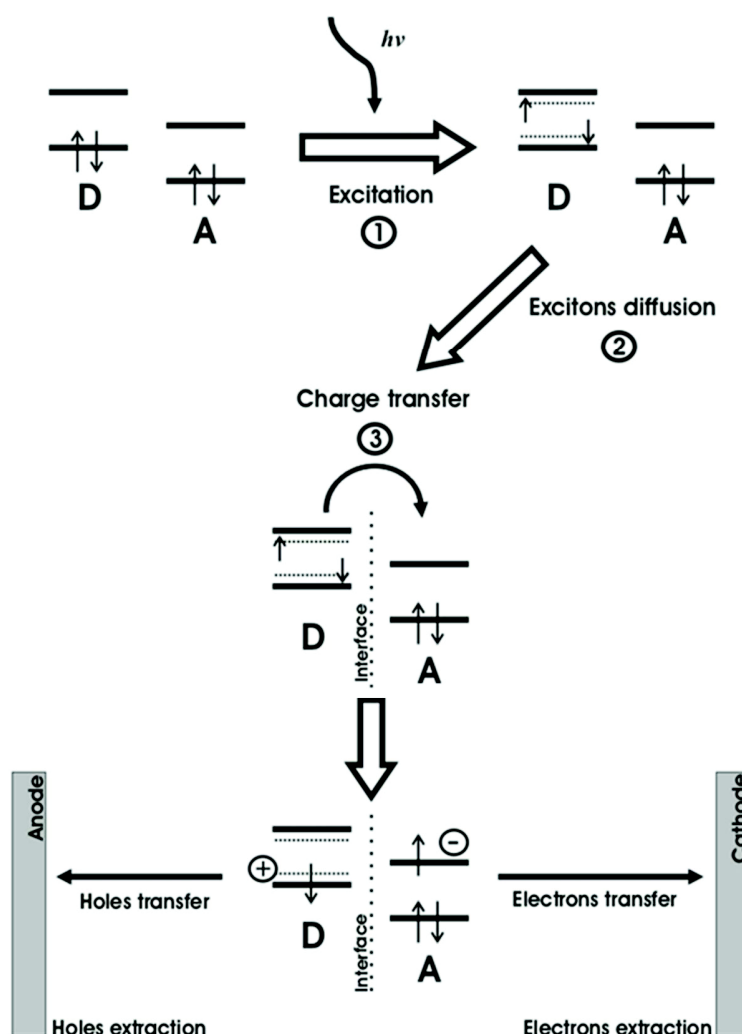 hν
D
A
Excitation
1
D
A
Excitons diffusion
2
Charge transfer
3
D
Interface
A
Anode
Cathode
+
-
Holes transfer
Electrons transfer
D
Interface
A
Holes extraction
Electrons extraction